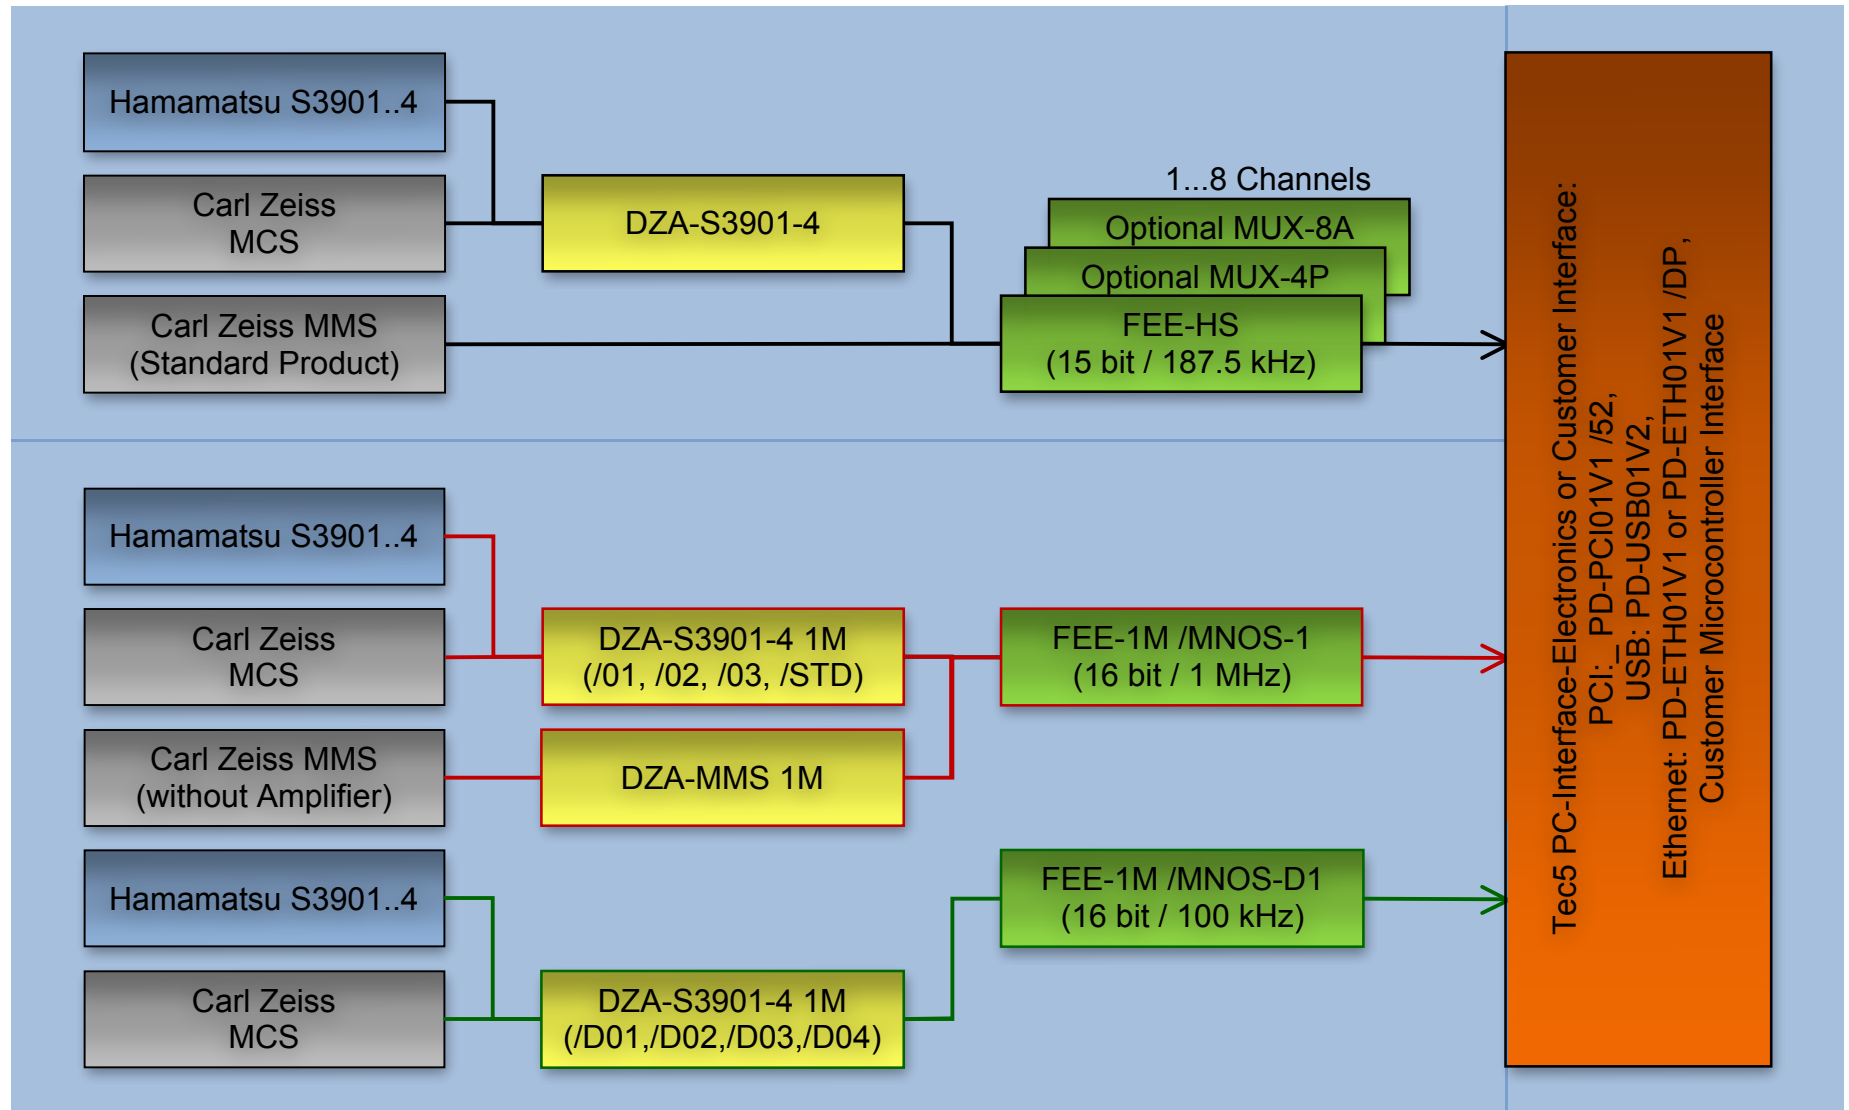 Hamamatsu S3901..4
Carl Zeiss
MCS
Carl Zeiss MMS
(Standard Product)
DZA-S3901-4
1...8 Channels
Optional MUX-8A
Optional MUX-4P
FEE-HS
(15 bit / 187.5 kHz)
Hamamatsu S3901..4
Carl Zeiss
MCS
Carl Zeiss MMS
(without Amplifier)
DZA-S3901-4 1M
(/01, /02, /03, /STD)
DZA-MMS 1M
FEE-1M /MNOS-1
(16 bit / 1 MHz)
Hamamatsu S3901..4
Carl Zeiss
MCS
DZA-S3901-4 1M
(/D01,/D02,/D03,/D04)
FEE-1M /MNOS-D1
(16 bit / 100 kHz)
Tec5 PC-Interface-Electronics or Customer Interface:
PCI:_ PD-PCI01V1 /52,
USB: PD-USB01V2,
Ethernet: PD-ETH01V1 or PD-ETH01V1 /DP,
Customer Microcontroller Interface